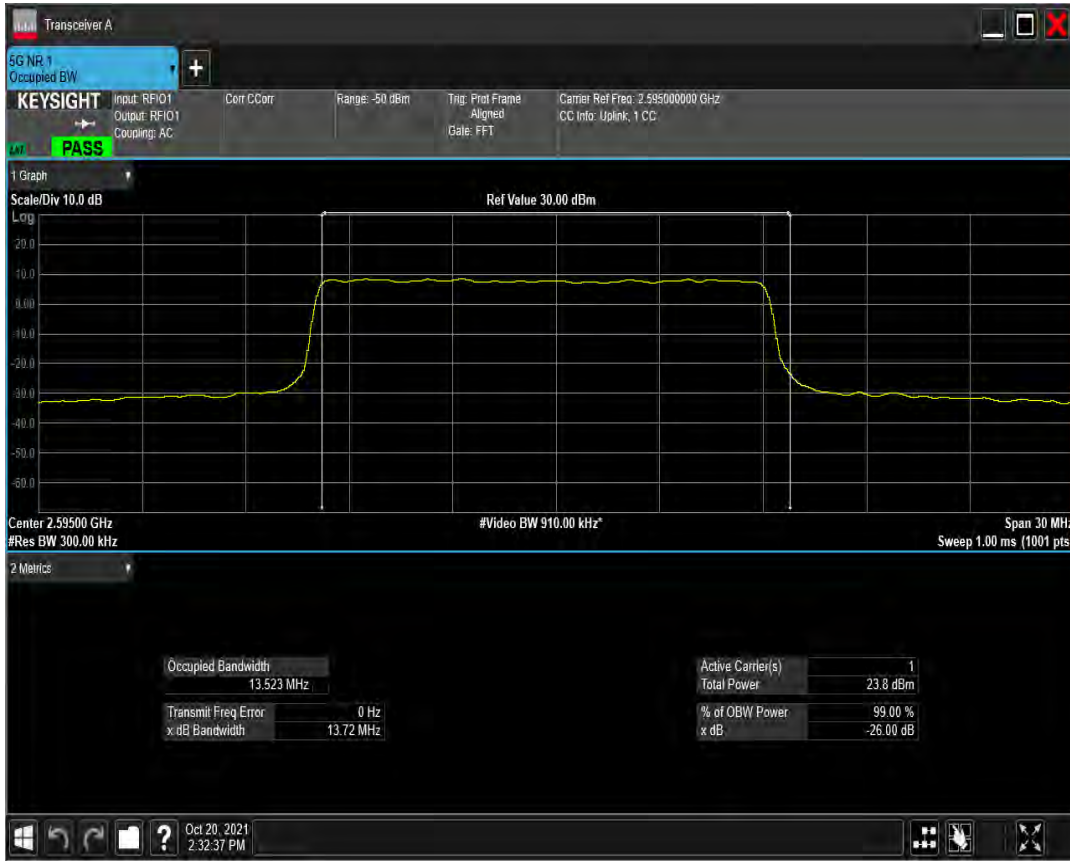 Transceiver A
5G NR 1
Occupied BW
KEYSIGHT
PASS
Input: RFIO1
Output: RFIO1
Coupling: AC
Corr CCorr
Range: -50 dBm
Trig: Prot Frame
Aligned
Gate: FFT
Carrier Ref Freq: 2.595000000 GHz
CC Info: Uplink, 1 CC
1 Graph
Scale/Div 10.0 dB
Ref Value 30.00 dBm
Log
20.0
10.0
0.00
-10.0
-20.0
-30.0
-40.0
-50.0
-60.0
Center 2.59500 GHz
#Video BW 910.00 kHz*
Span 30 MHz
#Res BW 300.00 kHz
Sweep 1.00 ms (1001 pts
2 Metrics
Occupied Bandwidth
13.523 MHz
Transmit Freq Error 0 Hz
x dB Bandwidth 13.72 MHz
Active Carrier(s) 1
Total Power 23.8 dBm
% of OBW Power 99.00 %
x dB -26.00 dB
?
Oct 20, 2021
2:32:37 PM